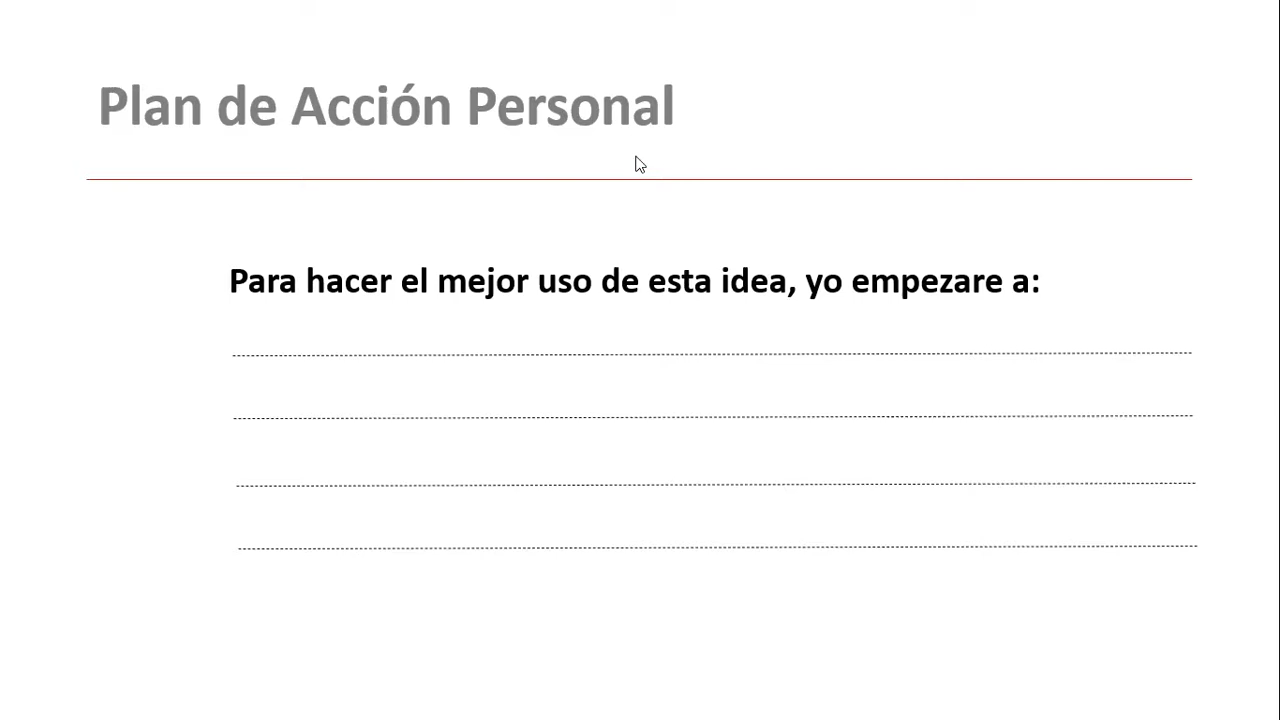 Plan de Acción Personal
Para hacer el mejor uso de esta idea, yo empezare a: